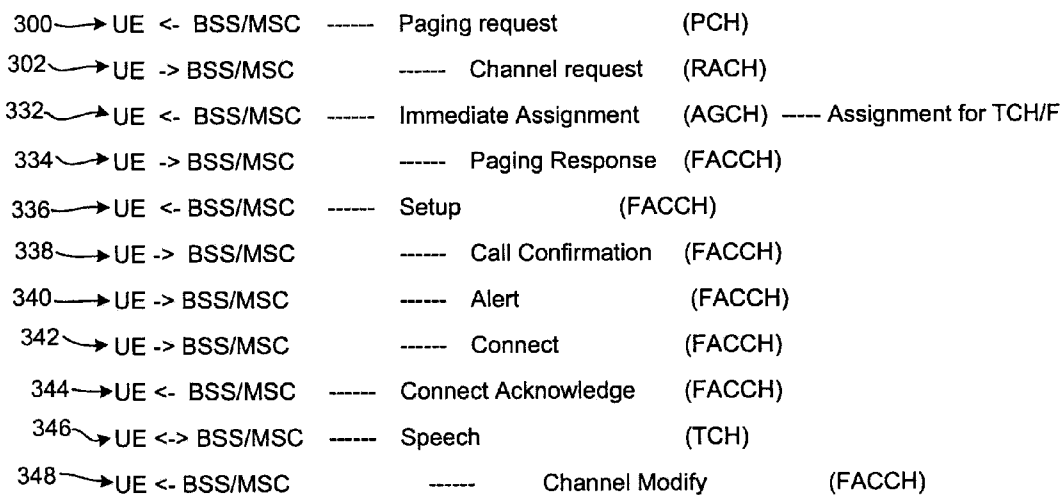 300 UE <- BSS/MSC ------ Paging request (PCH)
302 UE -> BSS/MSC ------ Channel request (RACH)
332 UE <- BSS/MSC ------ Immediate Assignment (AGCH) ----- Assignment for TCH/F
334 UE -> BSS/MSC ------ Paging Response (FACCH)
336 UE <- BSS/MSC ------ Setup (FACCH)
338 UE -> BSS/MSC ------ Call Confirmation (FACCH)
340 UE -> BSS/MSC ------ Alert (FACCH)
342 UE -> BSS/MSC ------ Connect (FACCH)
344 UE <- BSS/MSC ------ Connect Acknowledge (FACCH)
346 UE <-> BSS/MSC ------ Speech (TCH)
348 UE <- BSS/MSC ------ Channel Modify (FACCH)